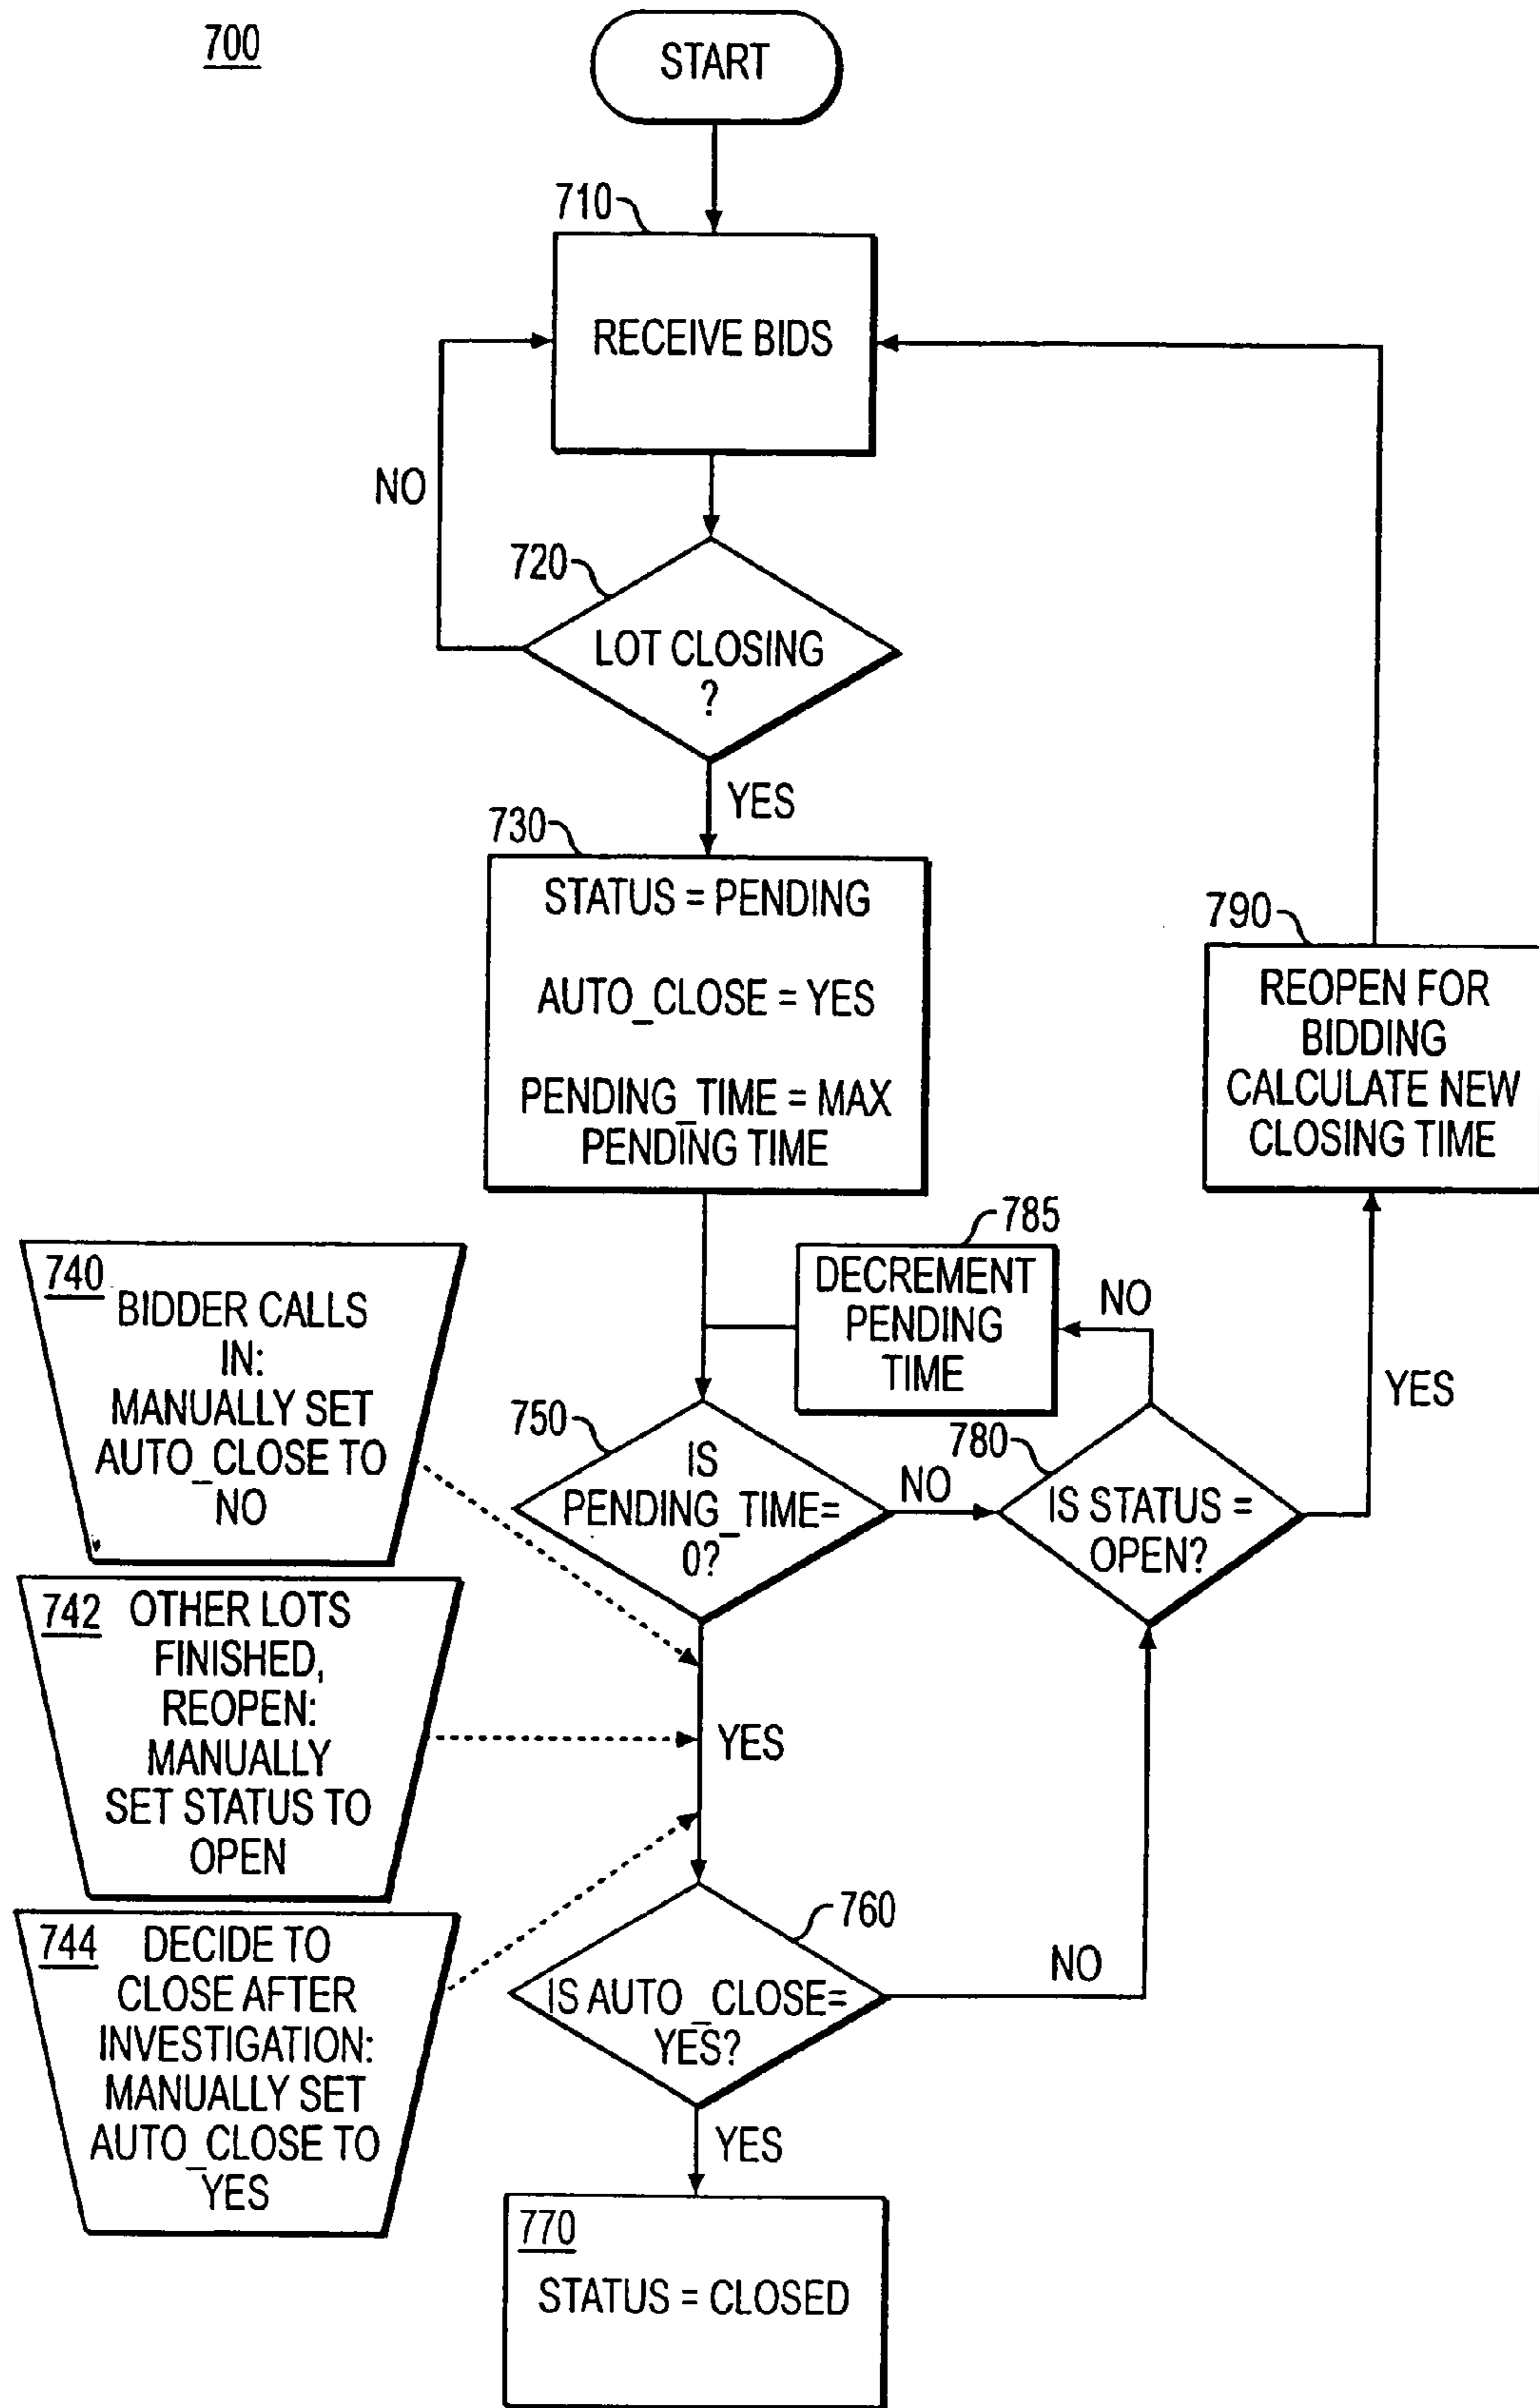 700
START
710
RECEIVE BIDS
NO
720
LOT CLOSING
?
YES
730
STATUS = PENDING
AUTO_CLOSE = YES
PENDING_TIME = MAX
PENDING TIME
790
REOPEN FOR
BIDDING
CALCULATE NEW
CLOSING TIME
785
DECREMENT
PENDING
TIME
NO
YES
740
BIDDER CALLS
IN:
MANUALLY SET
AUTO_CLOSE TO
NO
750
IS
PENDING_TIME=
0?
NO
780
IS STATUS =
OPEN?
742 OTHER LOTS
FINISHED,
REOPEN:
MANUALLY
SET STATUS TO
OPEN
YES
744 DECIDE TO
CLOSE AFTER
INVESTIGATION:
MANUALLY SET
AUTO_CLOSE TO
YES
760
IS AUTO_CLOSE=
YES?
NO
YES
770
STATUS = CLOSED